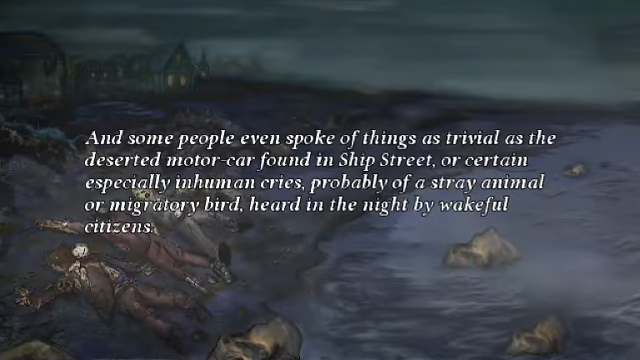 And some people even spoke of things as trivial as the
deserted motor-car found in Ship Street, or certain
especially inhuman cries, probably of a stray animal
or migratory bird, heard in the night by wakeful
citizens.